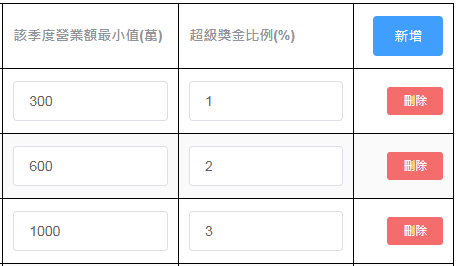 該季度營業額最小值(萬) 超級獎金比例(%) 新增
300 1 刪除
600 2 刪除
1000 3 刪除